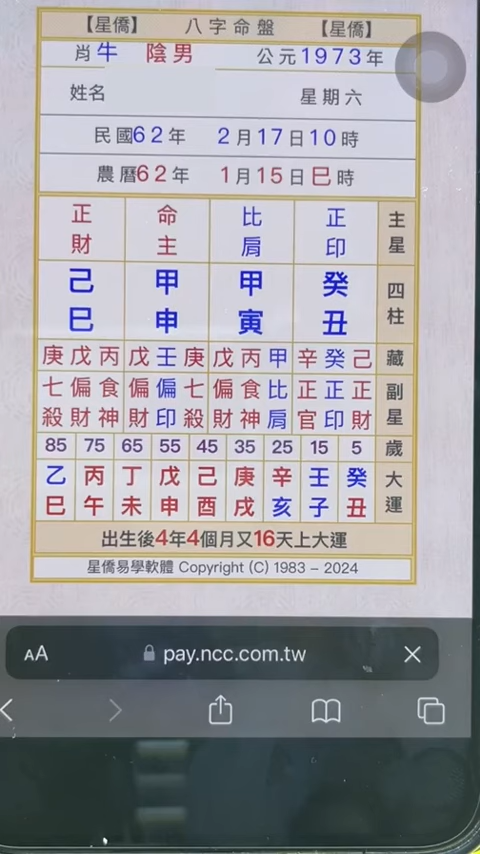 【星僑】 八字命盤 【星僑】
肖牛 陰男 公元1973年
姓名 星期六
民國62年 2月17日10時
農曆62年 1月15日巳時
正財 命主 比肩 正印 主星
己巳 甲申 甲寅 癸丑 四柱
庚戊丙 戊壬庚 戊丙甲 辛癸己 藏
七殺 偏財 食神 偏財 偏印 七殺 偏財 食神 比肩 正官 正印 正財 副星
85 75 65 55 45 35 25 15 5 歲
乙巳 丙午 丁未 戊申 己酉 庚戌 辛亥 壬子 癸丑 大運
出生後4年4個月又16天上大運
星僑易學軟體 Copyright (C) 1983 - 2024
AA pay.ncc.com.tw